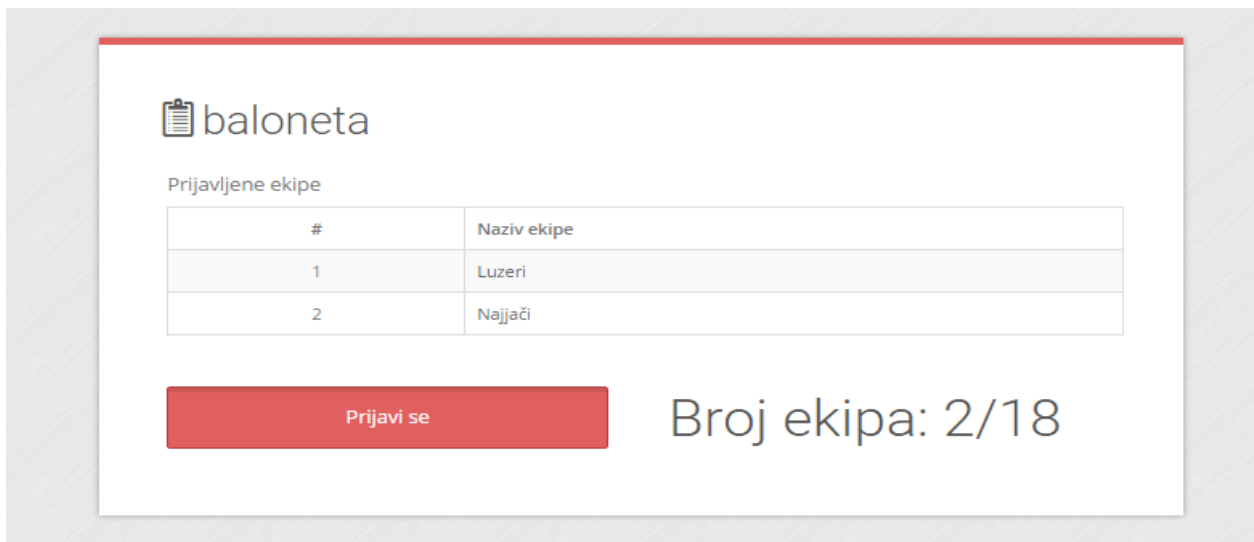 baloneta
Prijavljene ekipe
# Naziv ekipe
1 Luzeri
2 Najjači
Prijavi se
Broj ekipa: 2/18